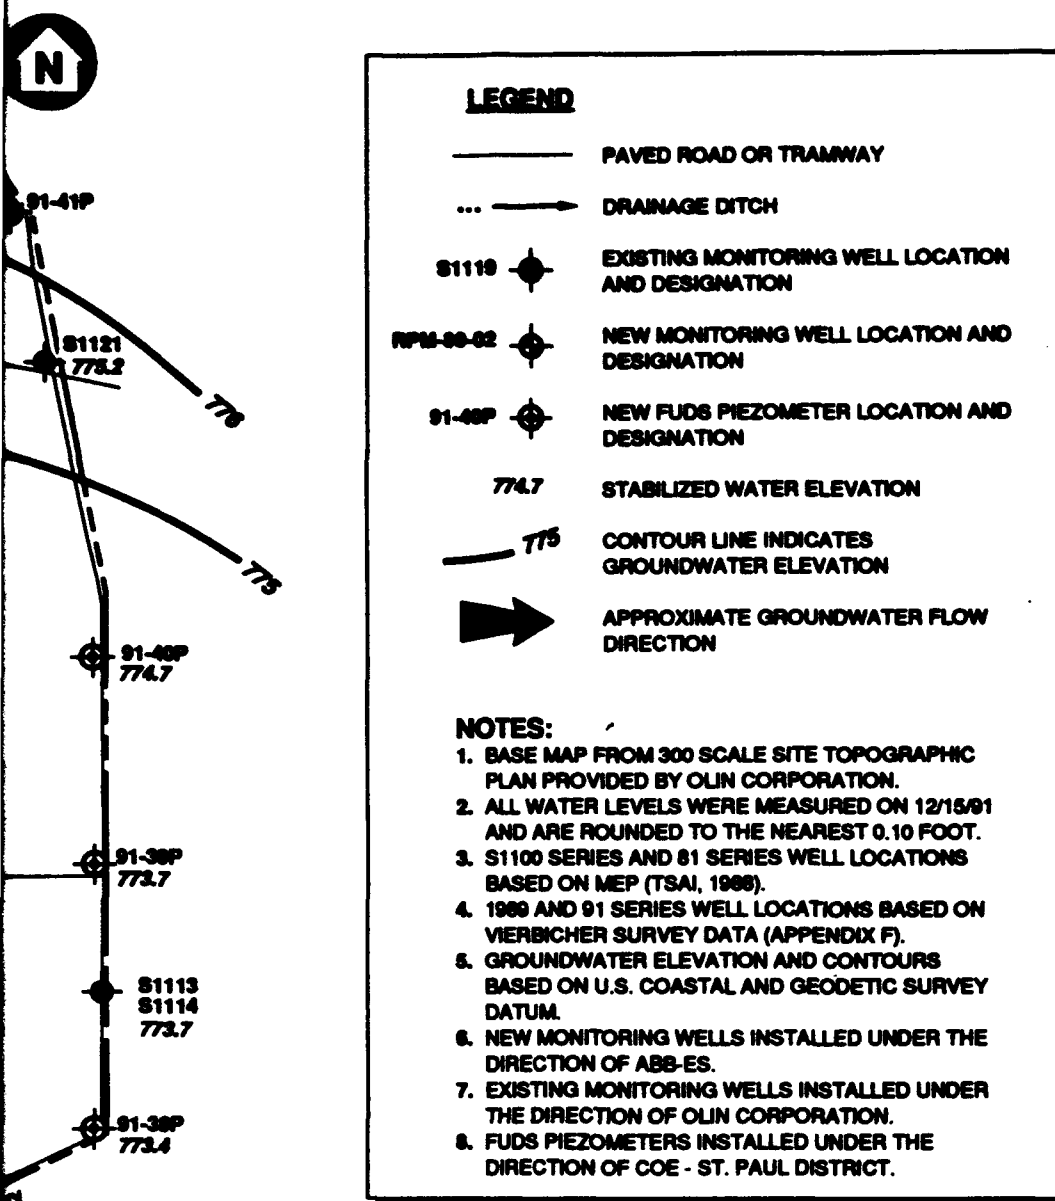 N
91-41P
S1121
775.2
776
775
91-40P
774.7
773.7
S1113
S1114
773.7
773.4
LEGEND
PAVED ROAD OR TRAMWAY
... DRAINAGE DITCH
S1119
EXISTING MONITORING WELL LOCATION
AND DESIGNATION
NEW MONITORING WELL LOCATION AND
DESIGNATION
91-40P
NEW FUDS PIEZOMETER LOCATION AND
DESIGNATION
774.7 STABILIZED WATER ELEVATION
775
CONTOUR LINE INDICATES
GROUNDWATER ELEVATION
APPROXIMATE GROUNDWATER FLOW
DIRECTION
NOTES:
1. BASE MAP FROM 300 SCALE SITE TOPOGRAPHIC
PLAN PROVIDED BY OLIN CORPORATION.
2. ALL WATER LEVELS WERE MEASURED ON 12/15/91
AND ARE ROUNDED TO THE NEAREST 0.10 FOOT.
3. S1100 SERIES AND 81 SERIES WELL LOCATIONS
BASED ON MEP (TSAI, 1988).
4. 1989 AND 91 SERIES WELL LOCATIONS BASED ON
VIERBICHER SURVEY DATA (APPENDIX F).
5. GROUNDWATER ELEVATION AND CONTOURS
BASED ON U.S. COASTAL AND GEODETIC SURVEY
DATUM.
6. NEW MONITORING WELLS INSTALLED UNDER THE
DIRECTION OF ABB-ES.
7. EXISTING MONITORING WELLS INSTALLED UNDER
THE DIRECTION OF OLIN CORPORATION.
8. FUDS PIEZOMETERS INSTALLED UNDER THE
DIRECTION OF COE - ST. PAUL DISTRICT.